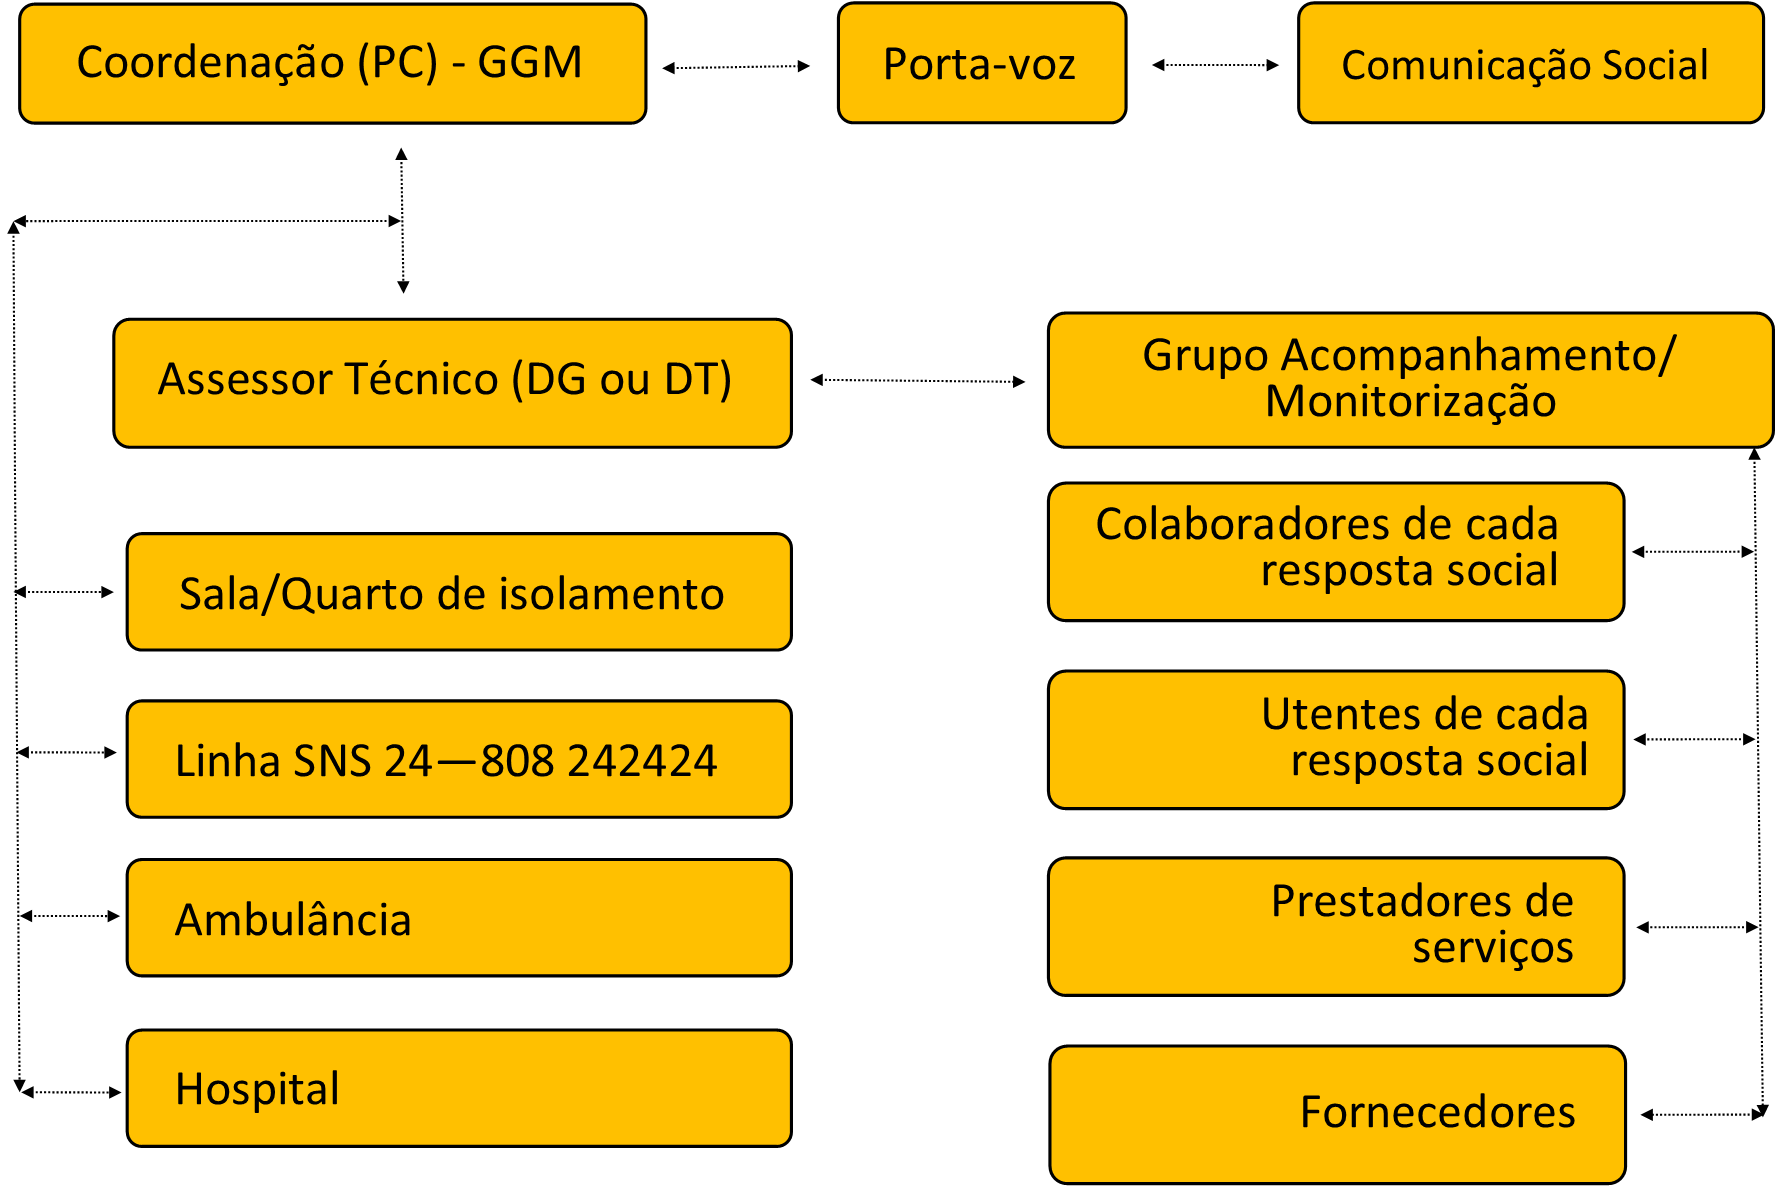 Coordenação (PC) - GGM
Porta-voz
Comunicação Social
Assessor Técnico (DG ou DT)
Grupo Acompanhamento/
Monitorização
Colaboradores de cada
resposta social
Sala/Quarto de isolamento
Utentes de cada
resposta social
Linha SNS 24—808 242424
Prestadores de
serviços
Ambulância
Hospital
Fornecedores